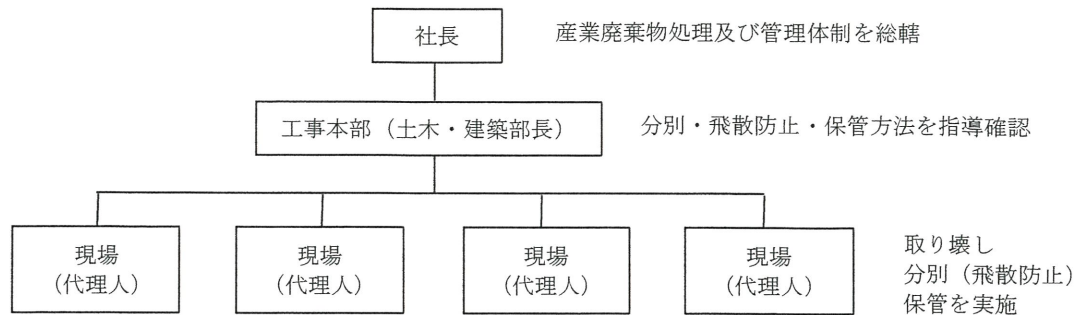 社長
産業廃棄物処理及び管理体制を総轄
工事本部（土木・建築部長）
分別・飛散防止・保管方法を指導確認
現場
（代理人）
現場
（代理人）
現場
（代理人）
現場
（代理人）
取り壊し
分別（飛散防止）
保管を実施